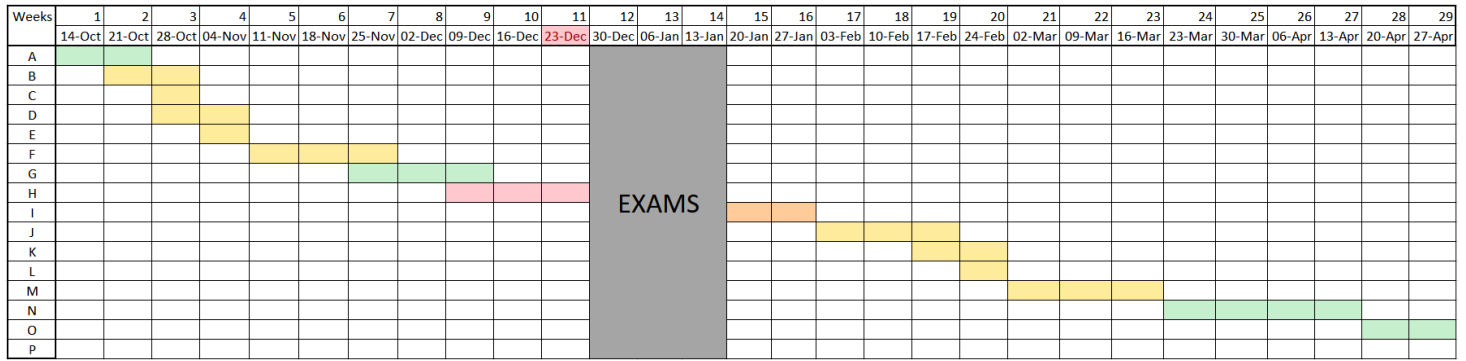 Weeks 1 2 3 4 5 6 7 8 9 10 11 12 13 14 15 16 17 18 19 20 21 22 23 24 25 26 27 28 29
14-Oct 21-Oct 28-Oct 04-Nov 11-Nov 18-Nov 25-Nov 02-Dec 09-Dec 16-Dec 23-Dec 30-Dec 06-Jan 13-Jan 20-Jan 27-Jan 03-Feb 10-Feb 17-Feb 24-Feb 02-Mar 09-Mar 16-Mar 23-Mar 30-Mar 06-Apr 13-Apr 20-Apr 27-Apr
A
B
C
D
E
F
G
H
EXAMS
I
J
K
L
M
N
O
P